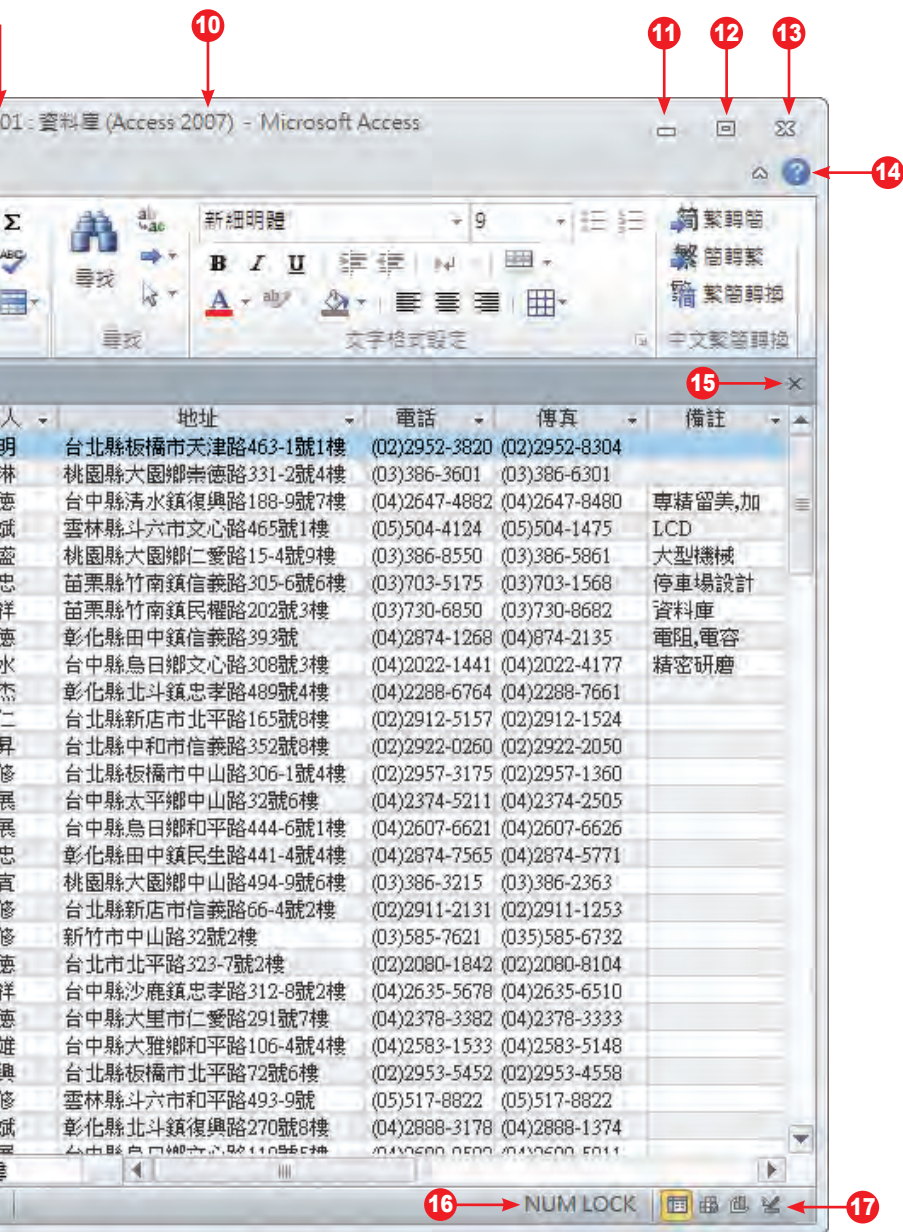 10
11
12
13
01 : 資料庫 (Access 2007) - Microsoft Access
14
Σ
新細明體
9
繁轉簡
ABC
尋找
B I U
簡轉繁
A
繁簡轉換
尋找
文字格式設定
中文繁簡轉換
15
人 地址 電話 傳真 備註
明 台北縣板橋市天津路463-1號1樓 (02)2952-3820 (02)2952-8304
淋 桃園縣大園鄉崇德路331-2號4樓 (03)386-3601 (03)386-6301
德 台中縣清水鎮復興路188-9號7樓 (04)2647-4882 (04)2647-8480 專精留美,加
斌 雲林縣斗六市文心路465號1樓 (05)504-4124 (05)504-1475 LCD
盛 桃園縣大園鄉仁愛路15-4號9樓 (03)386-8550 (03)386-5861 大型機械
忠 苗栗縣竹南鎮信義路305-6號6樓 (03)703-5175 (03)703-1568 停車場設計
祥 苗栗縣竹南鎮民權路202號3樓 (03)730-6850 (03)730-8682 資料庫
德 彰化縣田中鎮信義路393號 (04)2874-1268 (04)874-2135 電阻,電容
水 台中縣烏日鄉文心路308號3樓 (04)2022-1441 (04)2022-4177 精密研磨
杰 彰化縣北斗鎮忠孝路489號4樓 (04)2288-6764 (04)2288-7661
仁 台北縣新店市北平路165號8樓 (02)2912-5157 (02)2912-1524
昇 台北縣中和市信義路352號8樓 (02)2922-0260 (02)2922-2050
修 台北縣板橋市中山路306-1號4樓 (02)2957-3175 (02)2957-1360
展 台中縣太平鄉中山路32號6樓 (04)2374-5211 (04)2374-2505
展 台中縣烏日鄉和平路444-6號1樓 (04)2607-6621 (04)2607-6626
忠 彰化縣田中鎮民生路441-4號4樓 (04)2874-7565 (04)2874-5771
宜 桃園縣大園鄉中山路494-9號6樓 (03)386-3215 (03)386-2363
修 台北縣新店市信義路66-4號2樓 (02)2911-2131 (02)2911-1253
修 新竹市中山路32號2樓 (03)585-7621 (035)585-6732
德 台北市北平路323-7號2樓 (02)2080-1842 (02)2080-8104
祥 台中縣沙鹿鎮忠孝路312-8號2樓 (04)2635-5678 (04)2635-6510
德 台中縣大里市仁愛路291號7樓 (04)2378-3382 (04)2378-3333
雄 台中縣大雅鄉和平路106-4號4樓 (04)2583-1533 (04)2583-5148
興 台北縣板橋市北平路72號6樓 (02)2953-5452 (02)2953-4558
修 雲林縣斗六市和平路493-9號 (05)517-8822 (05)517-8822
斌 彰化縣北斗鎮復興路270號8樓 (04)2888-3178 (04)2888-1374
16
NUM LOCK
17